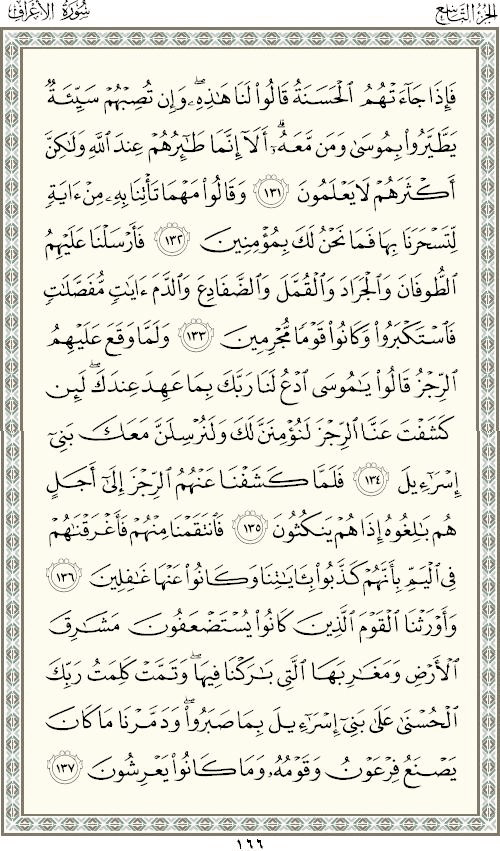 الجزء التاسع سورة الأعراف
فَإِذَا جَآءَتْهُمُ ٱلْحَسَنَةُ قَالُوا۟ لَنَا هَٰذِهِۦ ۖ وَإِن تُصِبْهُمْ سَيِّئَةٌ
يَطَّيَّرُوا۟ بِمُوسَىٰ وَمَن مَّعَهُۥٓ ۗ أَلَآ إِنَّمَا طَٰٓئِرُهُمْ عِندَ ٱللَّهِ وَلَٰكِنَّ
أَكْثَرَهُمْ لَا يَعْلَمُونَ ١٣١ وَقَالُوا۟ مَهْمَا تَأْتِنَا بِهِۦ مِنْ ءَايَةٍ
لِّتَسْحَرَنَا بِهَا فَمَا نَحْنُ لَكَ بِمُؤْمِنِينَ ١٣٢ فَأَرْسَلْنَا عَلَيْهِمُ
ٱلطُّوفَانَ وَٱلْجَرَادَ وَٱلْقُمَّلَ وَٱلضَّفَادِعَ وَٱلدَّمَ ءَايَٰتٍ مُّفَصَّلَٰتٍ
فَٱسْتَكْبَرُوا۟ وَكَانُوا۟ قَوْمًا مُّجْرِمِينَ ١٣٣ وَلَمَّا وَقَعَ عَلَيْهِمُ
ٱلرِّجْزُ قَالُوا۟ يَٰمُوسَى ٱدْعُ لَنَا رَبَّكَ بِمَا عَهِدَ عِندَكَ ۖ لَئِن
كَشَفْتَ عَنَّا ٱلرِّجْزَ لَنُؤْمِنَنَّ لَكَ وَلَنُرْسِلَنَّ مَعَكَ بَنِىٓ
إِسْرَٰٓءِيلَ ١٣٤ فَلَمَّا كَشَفْنَا عَنْهُمُ ٱلرِّجْزَ إِلَىٰٓ أَجَلٍ
هُم بَٰلِغُوهُ إِذَا هُمْ يَنكُثُونَ ١٣٥ فَٱنتَقَمْنَا مِنْهُمْ فَأَغْرَقْنَٰهُمْ
فِى ٱلْيَمِّ بِأَنَّهُمْ كَذَّبُوا۟ بِـَٔايَٰتِنَا وَكَانُوا۟ عَنْهَا غَٰفِلِينَ ١٣٦
وَأَوْرَثْنَا ٱلْقَوْمَ ٱلَّذِينَ كَانُوا۟ يُسْتَضْعَفُونَ مَشَٰرِقَ
ٱلْأَرْضِ وَمَغَٰرِبَهَا ٱلَّتِى بَٰرَكْنَا فِيهَا ۖ وَتَمَّتْ كَلِمَتُ رَبِّكَ
ٱلْحُسْنَىٰ عَلَىٰ بَنِىٓ إِسْرَٰٓءِيلَ بِمَا صَبَرُوا۟ ۖ وَدَمَّرْنَا مَا كَانَ
يَصْنَعُ فِرْعَوْنُ وَقَوْمُهُۥ وَمَا كَانُوا۟ يَعْرِشُونَ ١٣٧
١٦٦